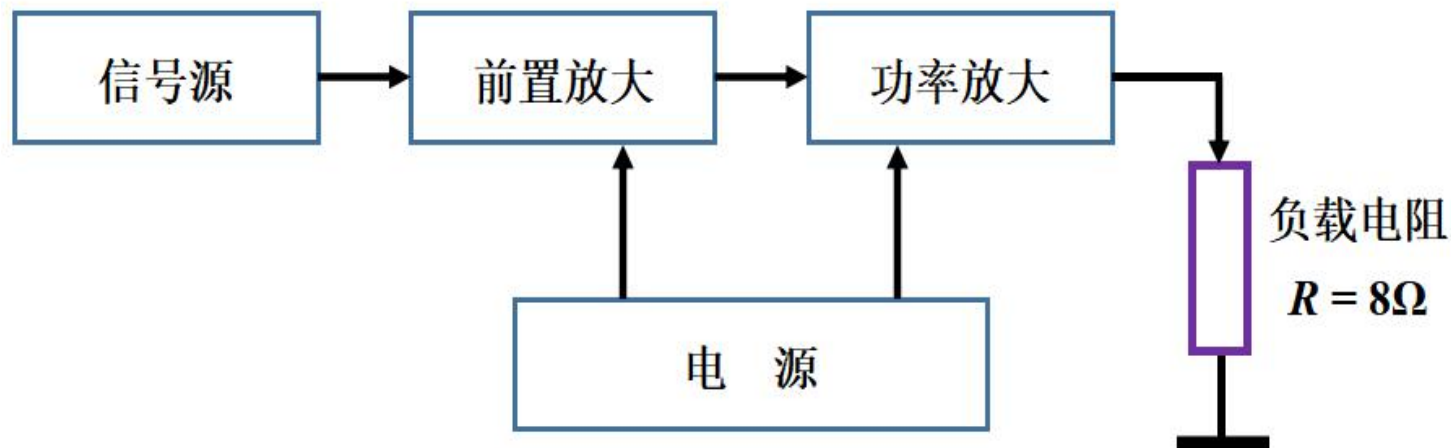 信号源
前置放大
功率放大
负载电阻
R = 8Ω
电 源